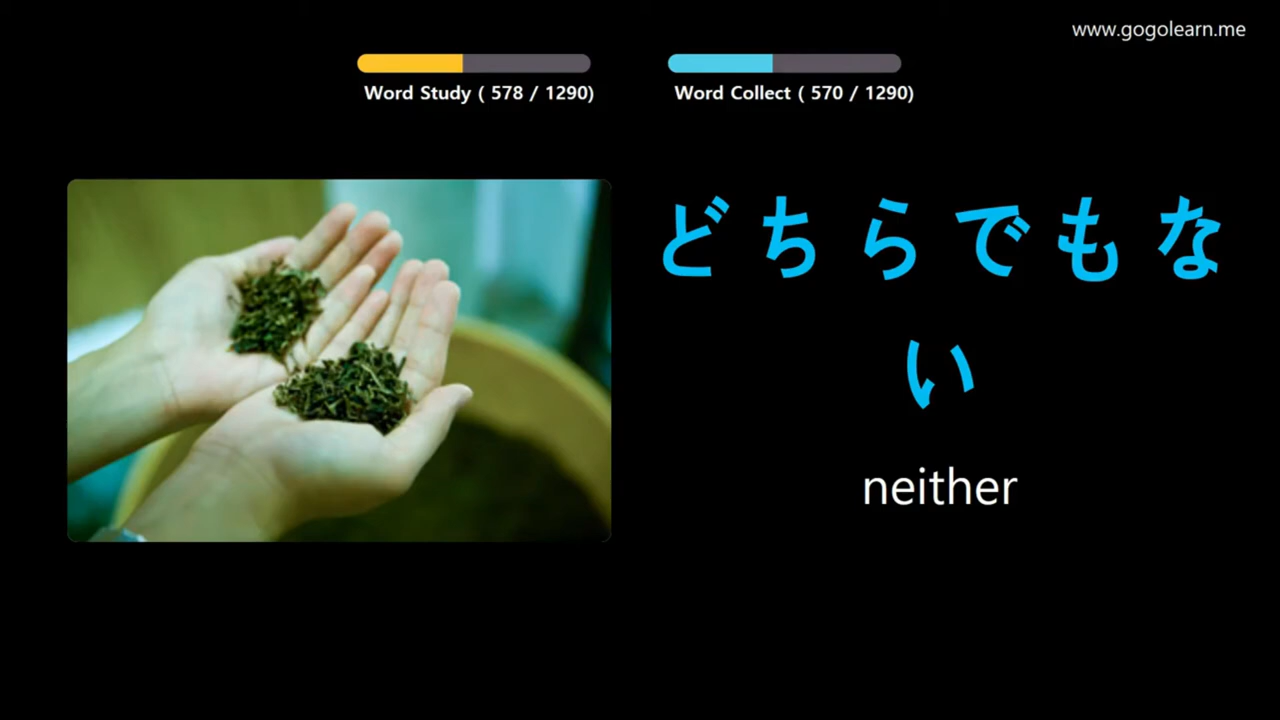 www.gogolearn.me
Word Study ( 578 / 1290)
Word Collect ( 570 / 1290)
どちらでもな
い
neither